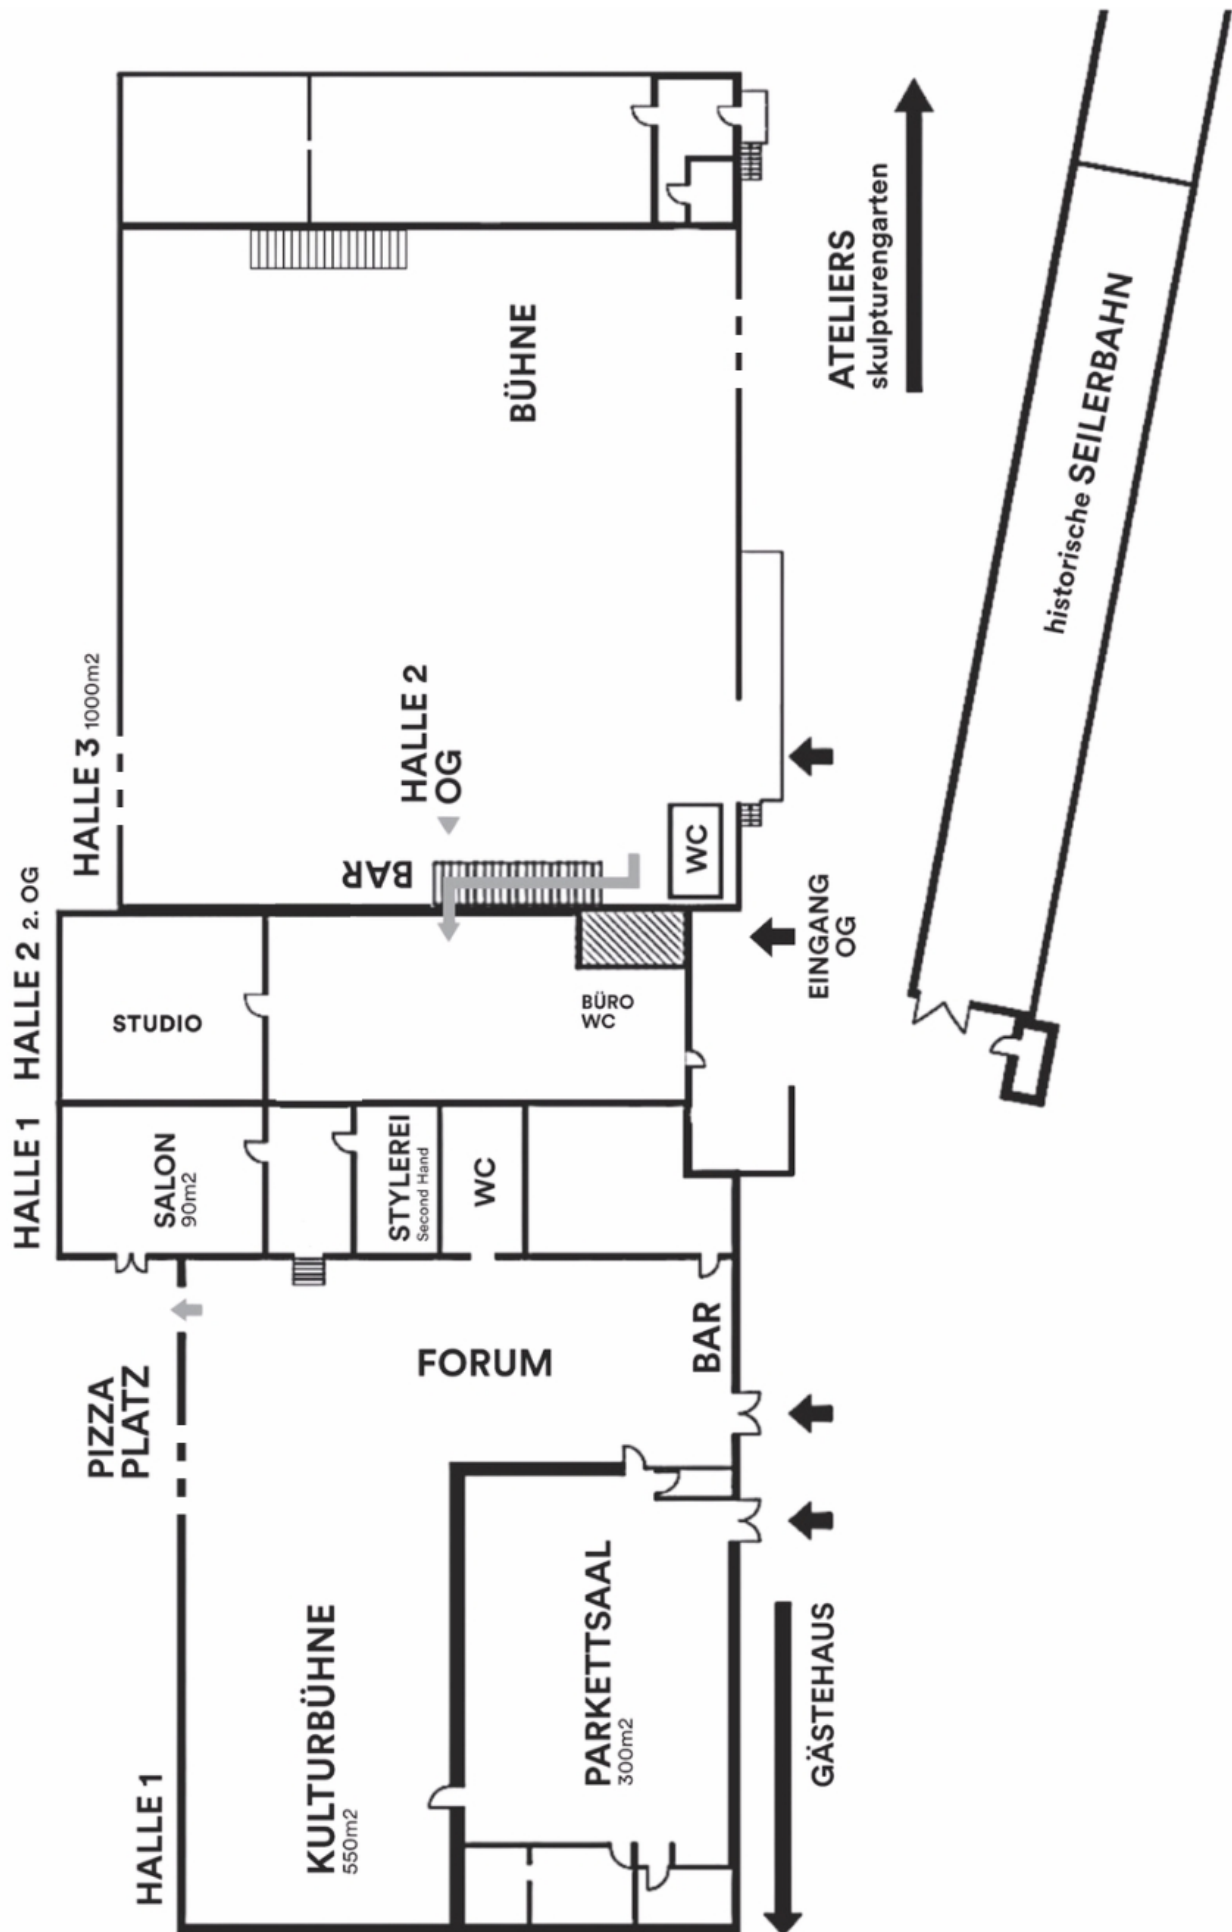 BÜHNE
ATELIERS
skulpturengarten
historische SEILERBAHN
HALLE 3 1000m2
HALLE 2
OG
BAR
WC
HALLE 2 2. OG
EINGANG
OG
STUDIO
BÜRO
WC
HALLE 1
SALON
90m2
STYLEREI
Second Hand
WC
PIZZA
PLATZ
FORUM
BAR
HALLE 1
KULTURBÜHNE
550m2
PARKETTSAAL
300m2
GÄSTEHAUS